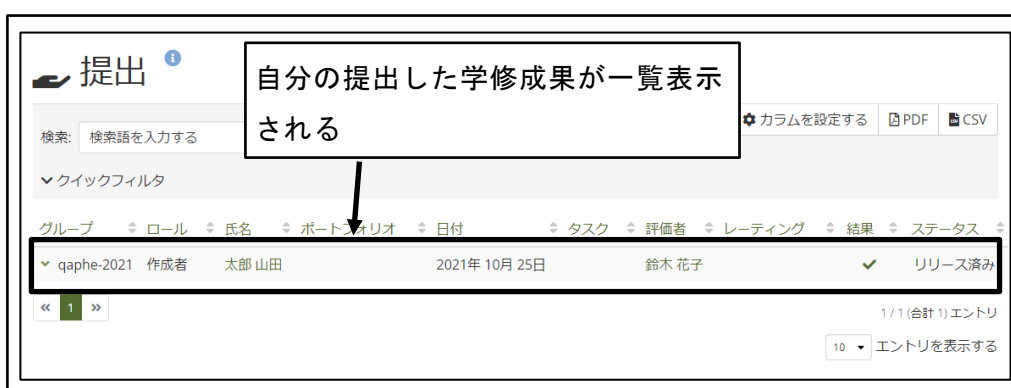 提出
自分の提出した学修成果が一覧表示
される
検索: 検索語を入力する
カラムを設定する PDF CSV
クイックフィルタ
グループ ロール 氏名 ポートフォリオ 日付 タスク 評価者 レーティング 結果 ステータス
qaphe-2021 作成者 太郎 山田 2021年 10月 25日 鈴木 花子 リリース済み
« 1 »
1 / 1 (合計 1) エントリ
10 エントリを表示する